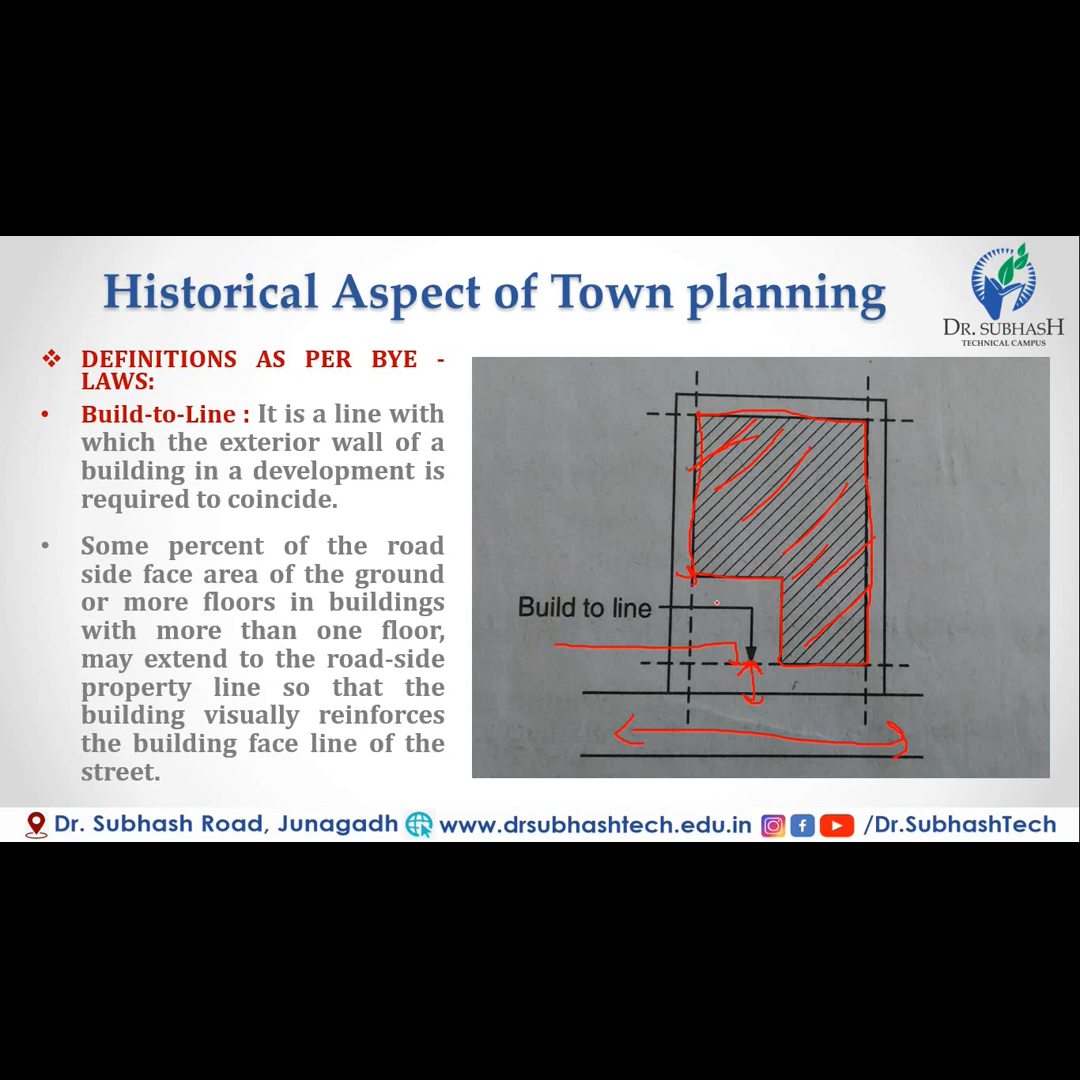 Historical Aspect of Town planning
DR. SUBHASH
TECHNICAL CAMPUS
❖ DEFINITIONS AS PER BYE -
LAWS:
• Build-to-Line : It is a line with
which the exterior wall of a
building in a development is
required to coincide.
• Some percent of the road
side face area of the ground
or more floors in buildings
with more than one floor,
may extend to the road-side
property line so that the
building visually reinforces
the building face line of the
street.
Build to line
Dr. Subhash Road, Junagadh www.drsubhashtech.edu.in /Dr.SubhashTech